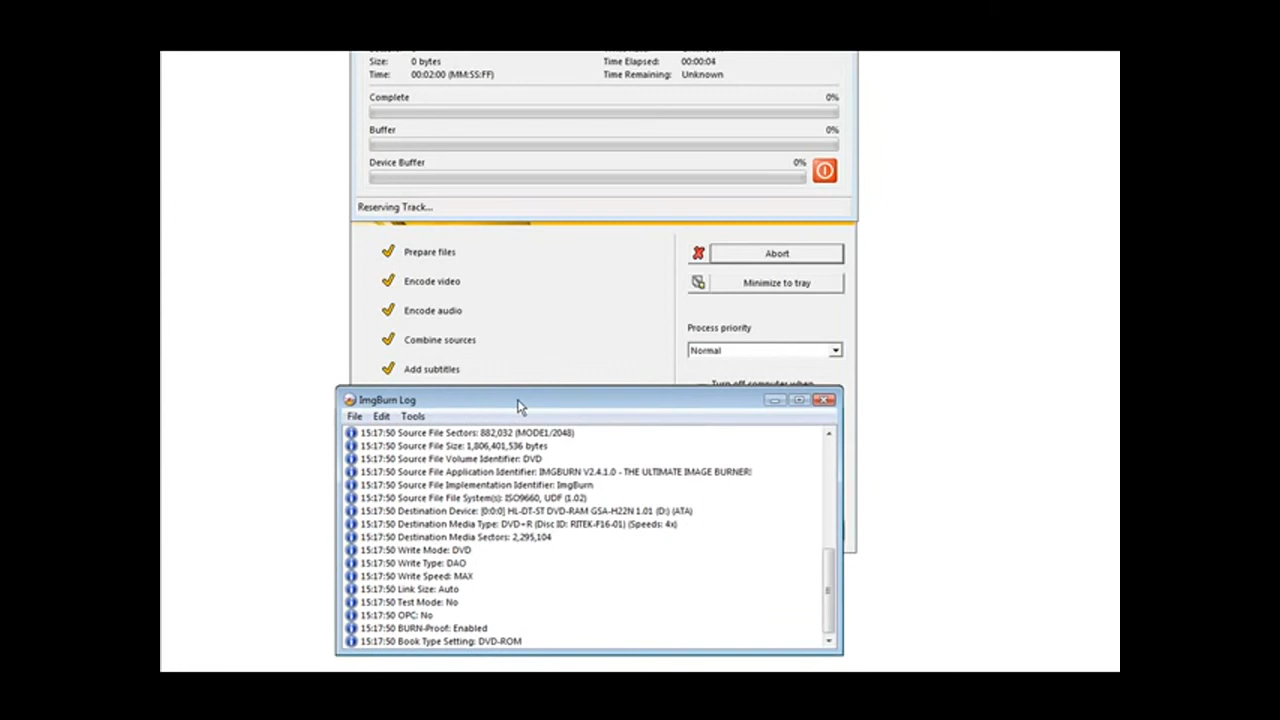 Size: 0 bytes Time Elapsed: 00:00:04
Time: 00:02:00 (MM:SS:FF) Time Remaining: Unknown
Complete 0%
Buffer 0%
Device Buffer 0%
Reserving Track...
Prepare files
Abort
Encode video
Minimize to tray
Encode audio
Process priority
Combine sources
Normal
Add subtitles
Turn off computer when
ImgBurn Log
File Edit Tools
15:17:50 Source File Sectors: 882,032 (MODE1/2048)
15:17:50 Source File Size: 1,806,401,536 bytes
15:17:50 Source File Volume Identifier: DVD
15:17:50 Source File Application Identifier: IMGBURN V2.4.1.0 - THE ULTIMATE IMAGE BURNER!
15:17:50 Source File Implementation Identifier: ImgBurn
15:17:50 Source File File System(s): ISO9660, UDF (1.02)
15:17:50 Destination Device: [0:0:0] HL-DT-ST DVD-RAM GSA-H22N 1.01 (D:) (ATA)
15:17:50 Destination Media Type: DVD+R (Disc ID: RITEK-F16-01) (Speeds: 4x)
15:17:50 Destination Media Sectors: 2,295,104
15:17:50 Write Mode: DVD
15:17:50 Write Type: DAO
15:17:50 Write Speed: MAX
15:17:50 Link Size: Auto
15:17:50 Test Mode: No
15:17:50 OPC: No
15:17:50 BURN-Proof: Enabled
15:17:50 Book Type Setting: DVD-ROM